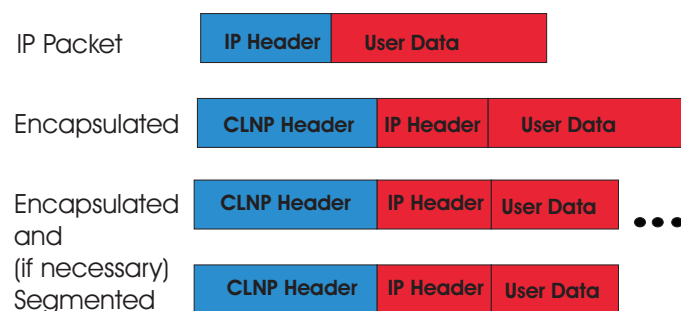 IP Packet
IP Header User Data
Encapsulated
CLNP Header IP Header User Data
Encapsulated
and
(if necessary)
Segmented
CLNP Header IP Header User Data
CLNP Header IP Header User Data